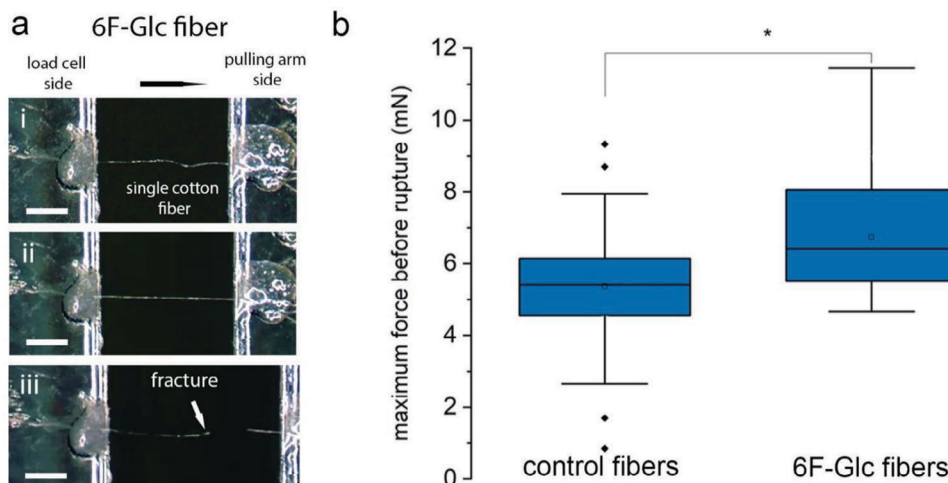 a
6F-Glc fiber
load cell
side
pulling arm
side
i
single cotton
fiber
ii
iii
fracture
b
maximum force before rupture (mN)
12
10
8
6
4
2
0
*
control fibers
6F-Glc fibers